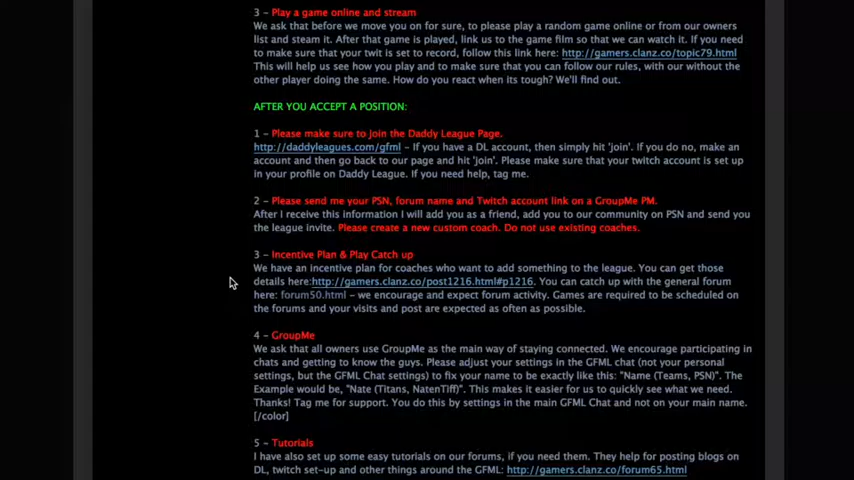 3 - Play a game online and stream
We ask that before we move you on for sure, to please play a random game online or from our owners
list and steam it. After that game is played, link us to the game film so that we can watch it. If you need
to make sure that your twit is set to record, follow this link here: http://gamers.clanz.co/topic79.html
This will help us see how you play and to make sure that you can follow our rules, with our without the
other player doing the same. How do you react when its tough? We'll find out.
AFTER YOU ACCEPT A POSITION:
1 - Please make sure to join the Daddy League Page.
http://daddyleagues.com/gfml - If you have a DL account, then simply hit 'join'. If you do no, make an
account and then go back to our page and hit 'join'. Please make sure that your twitch account is set up
in your profile on Daddy League. If you need help, tag me.
2 - Please send me your PSN, forum name and Twitch account link on a GroupMe PM.
After I receive this information I will add you as a friend, add you to our community on PSN and send you
the league invite. Please create a new custom coach. Do not use existing coaches.
3 - Incentive Plan & Play Catch up
We have an incentive plan for coaches who want to add something to the league. You can get those
details here:http://gamers.clanz.co/post1216.html#p1216. You can catch up with the general forum
here: forum50.html - we encourage and expect forum activity. Games are required to be scheduled on
the forums and your visits and post are expected as often as possible.
4 - GroupMe
We ask that all owners use GroupMe as the main way of staying connected. We encourage participating in
chats and getting to know the guys. Please adjust your settings in the GFML chat (not your personal
settings, but the GFML Chat settings) to fix your name to be exactly like this: "Name (Teams, PSN)". The
Example would be, "Nate (Titans, NatenTiff)". This makes it easier for us to quickly see what we need.
Thanks! Tag me for support. You do this by settings in the main GFML Chat and not on your main name.
[/color]
5 - Tutorials
I have also set up some easy tutorials on our forums, if you need them. They help for posting blogs on
DL, twitch set-up and other things around the GFML: http://gamers.clanz.co/forum65.html